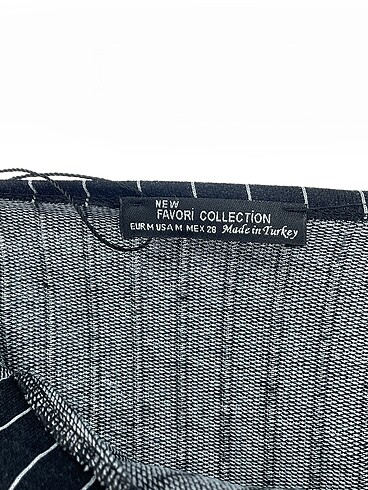 NEW
FAVORİ COLLECTION
EUR M USA M MEX 28 Made in Turkey